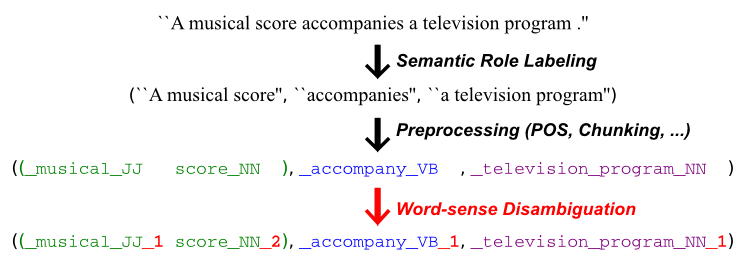 ``A musical score accompanies a television program ."
Semantic Role Labeling
(``A musical score", ``accompanies", ``a television program")
Preprocessing (POS, Chunking, ...)
((_musical_JJ score_NN ), _accompany_VB , _television_program_NN )
Word-sense Disambiguation
((_musical_JJ_1 score_NN_2), _accompany_VB_1, _television_program_NN_1)